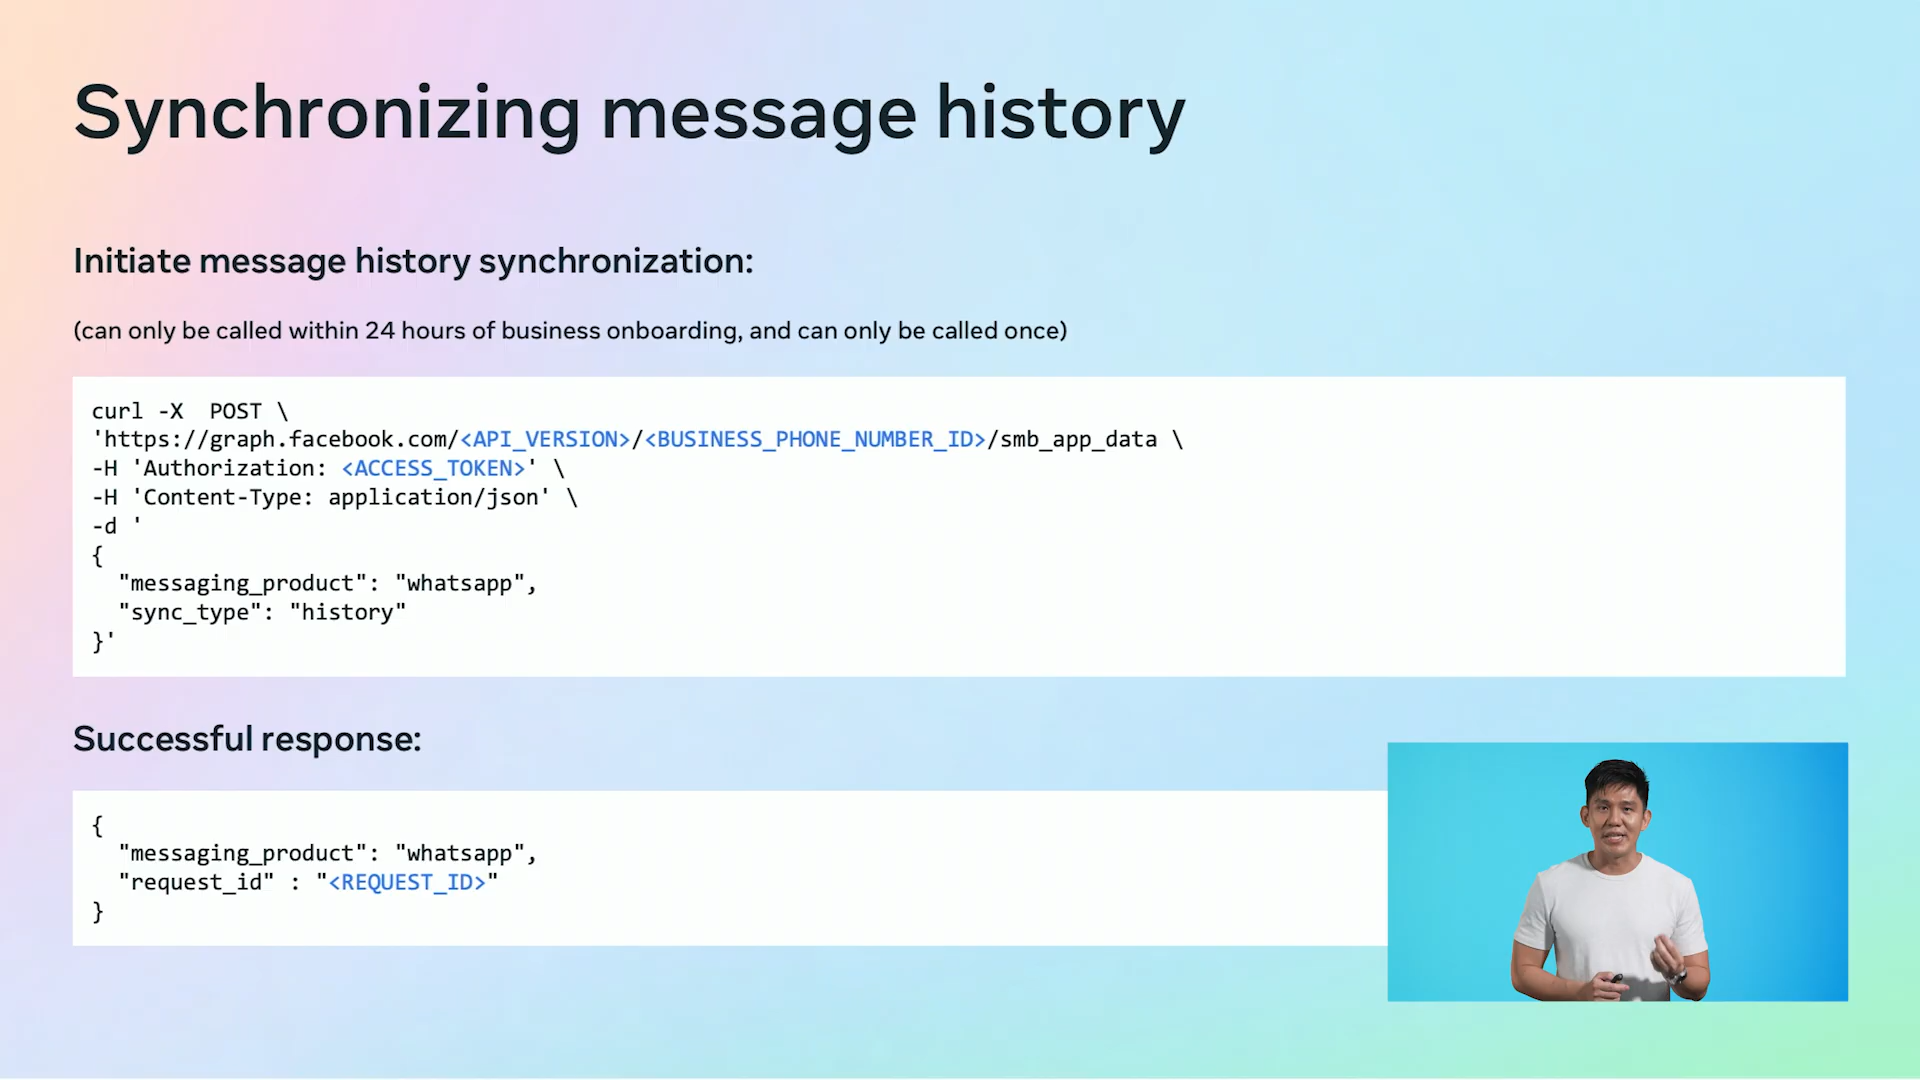 Synchronizing message history
Initiate message history synchronization:
(can only be called within 24 hours of business onboarding, and can only be called once)
curl -X  POST \
'https://graph.facebook.com/<API_VERSION>/<BUSINESS_PHONE_NUMBER_ID>/smb_app_data \
-H 'Authorization: <ACCESS_TOKEN>' \
-H 'Content-Type: application/json' \
-d '
{
  "messaging_product": "whatsapp",
  "sync_type": "history"
}'
Successful response:
{
  "messaging_product": "whatsapp",
  "request_id" : "<REQUEST_ID>"
}